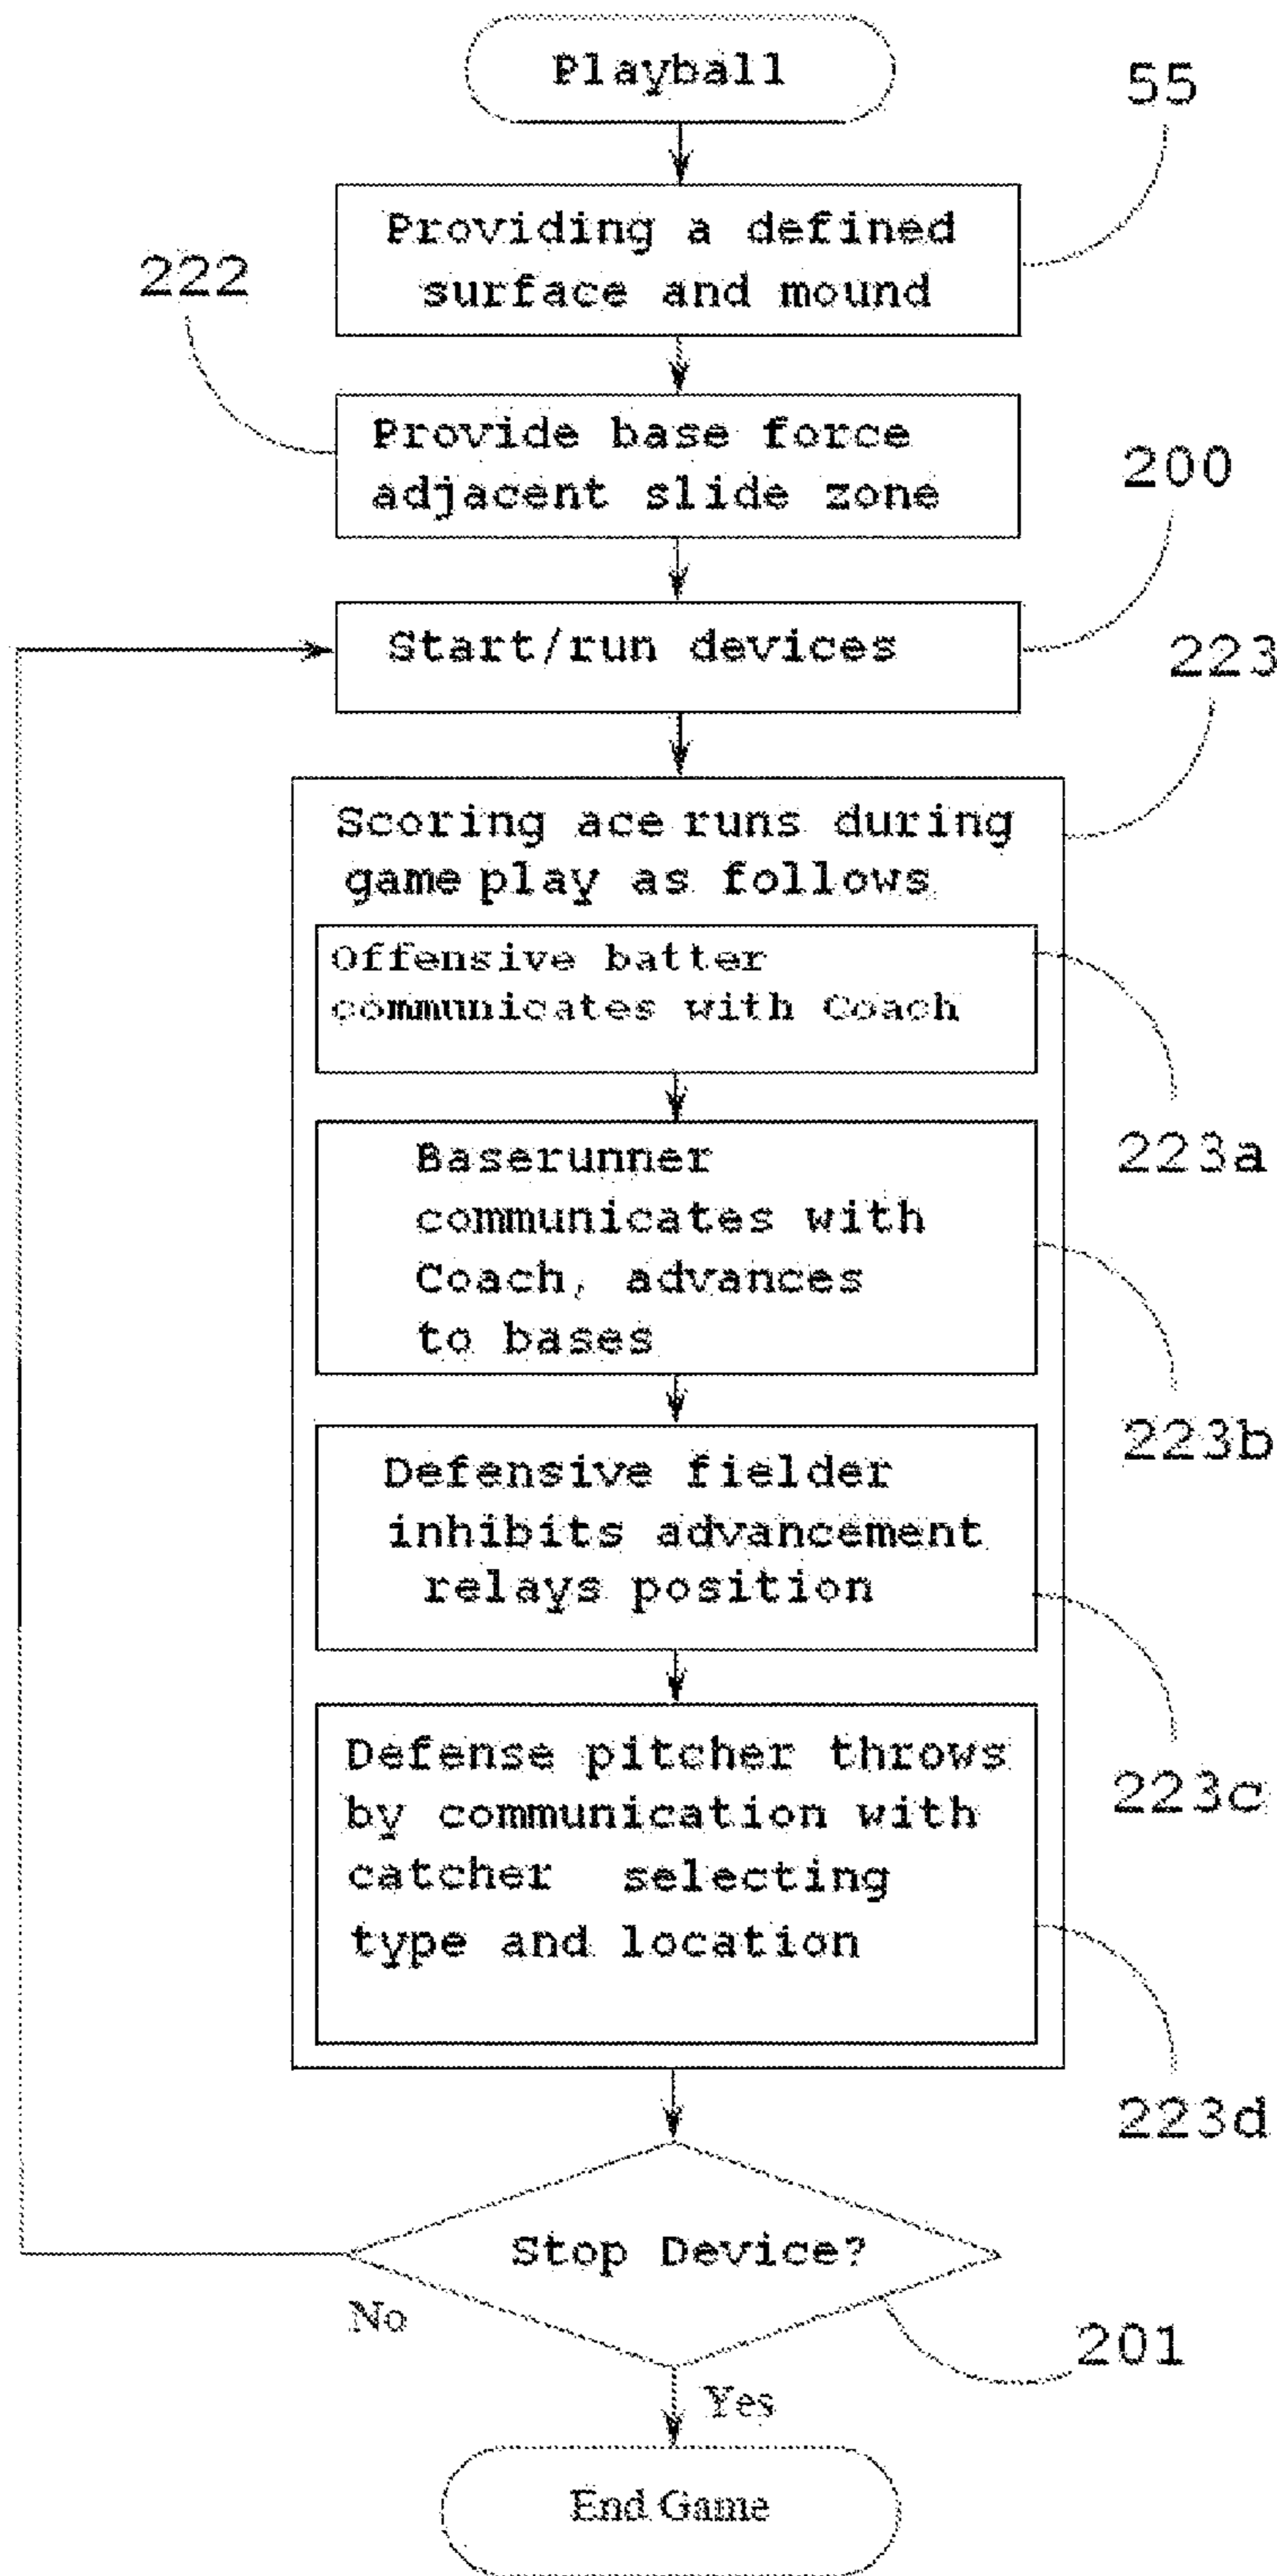 Playball
55
Providing a defined
surface and mound
222
Provide base force
adjacent slide zone
200
Start/run devices
223
Scoring ace runs during
game play as follows
Offensive batter
communicates with Coach
223a
Baserunner
communicates with
Coach, advances
to bases
223b
Defensive fielder
inhibits advancement
relays position
223c
Defense pitcher throws
by communication with
catcher selecting
type and location
223d
Stop Device?
No
201
Yes
End Game